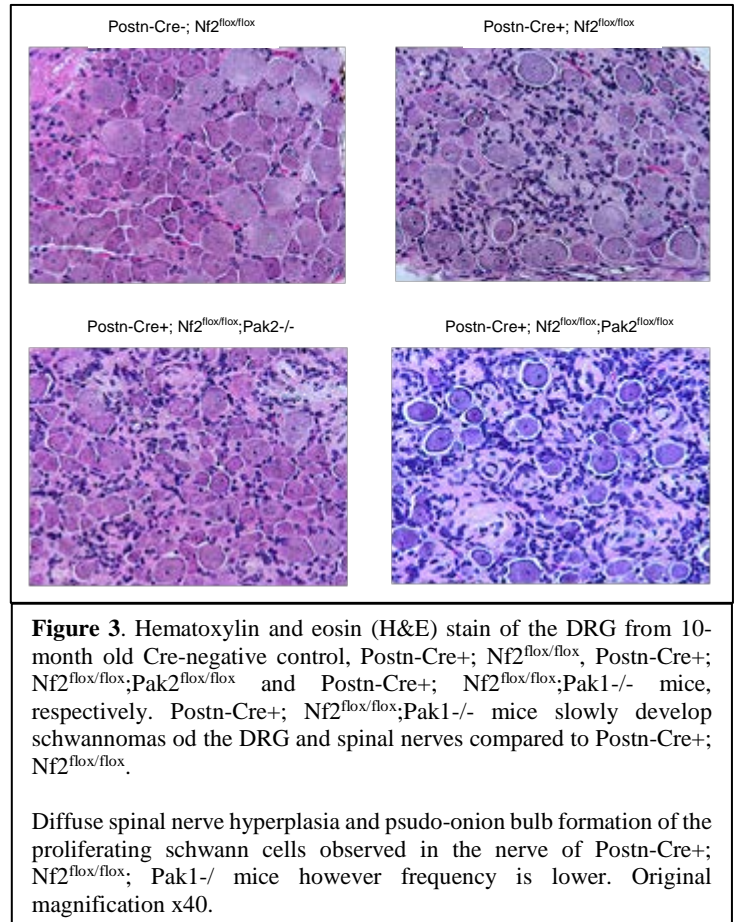 Postn-Cre-; Nf2flox/flox
Postn-Cre+; Nf2flox/flox
Postn-Cre+; Nf2flox/flox;Pak2-/-
Postn-Cre+; Nf2flox/flox;Pak2flox/flox
Figure 3. Hematoxylin and eosin (H&E) stain of the DRG from 10-
month old Cre-negative control, Postn-Cre+; Nf2flox/flox, Postn-Cre+;
Nf2flox/flox;Pak2flox/flox and Postn-Cre+; Nf2flox/flox;Pak1-/- mice,
respectively. Postn-Cre+; Nf2flox/flox;Pak1-/- mice slowly develop
schwannomas od the DRG and spinal nerves compared to Postn-Cre+;
Nf2flox/flox.
Diffuse spinal nerve hyperplasia and psudo-onion bulb formation of the
proliferating schwann cells observed in the nerve of Postn-Cre+;
Nf2flox/flox; Pak1-/ mice however frequency is lower. Original
magnification x40.